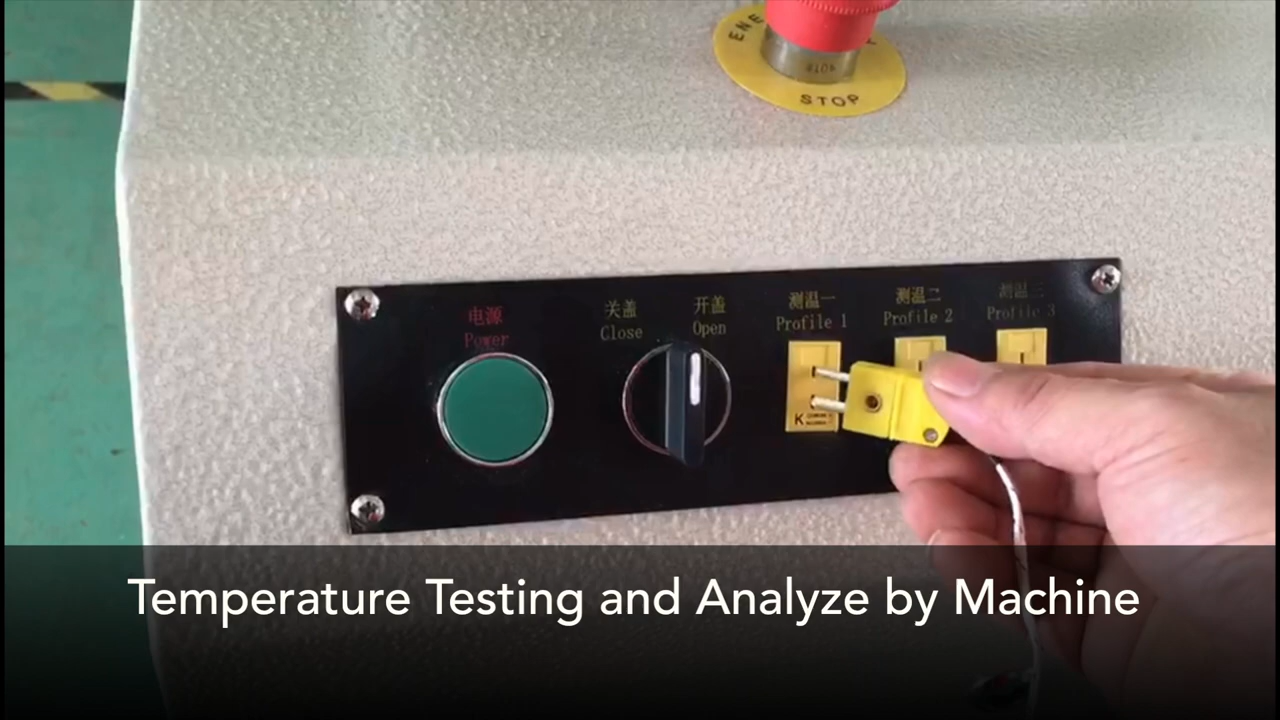 STOP
电源
Power
关盖
Close
开盖
Open
测温一
Profile 1
测温二
Profile 2
测温三
Profile 3
K
Temperature Testing and Analyze by Machine